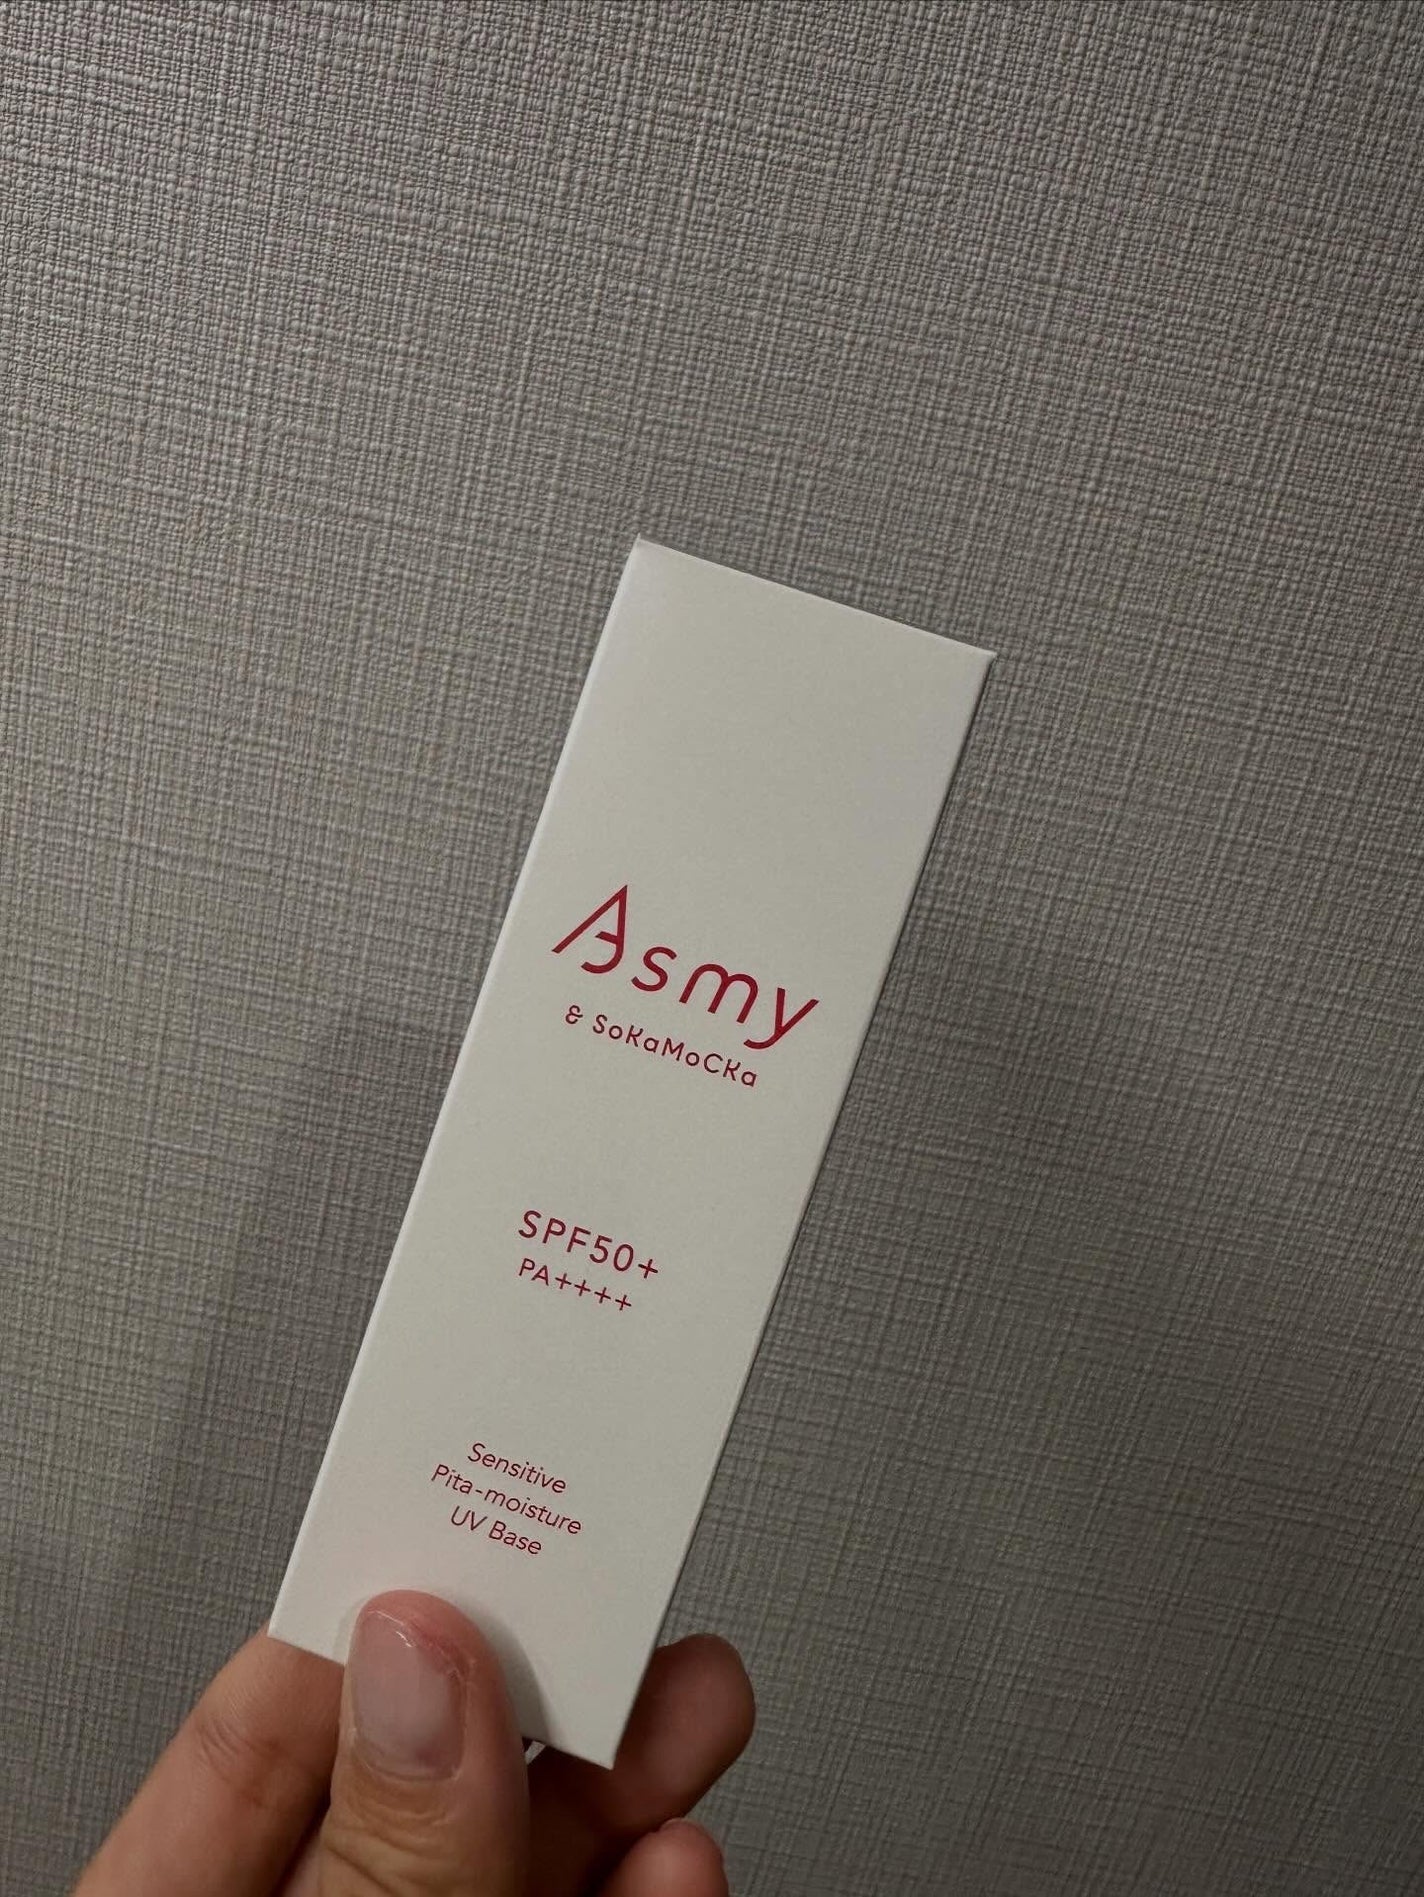 Asmy
& SoKaMoCKa
SPF50+
PA++++
Sensitive
Pita-moisture
UV Base